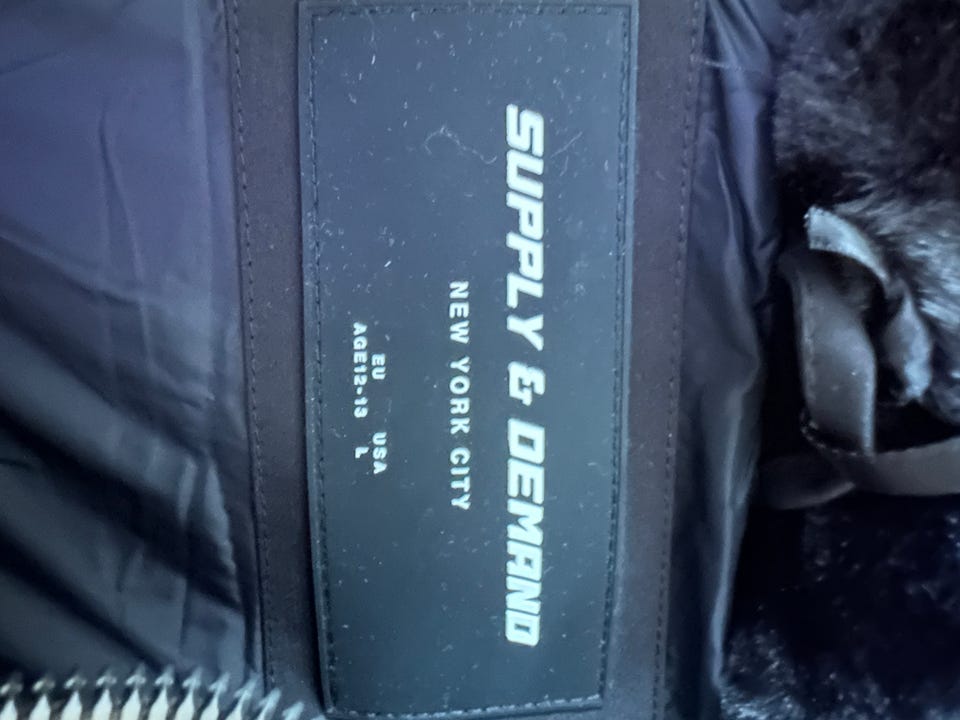 SUPPLY & DEMAND
NEW YORK CITY
EU USA
AGE12-13 L